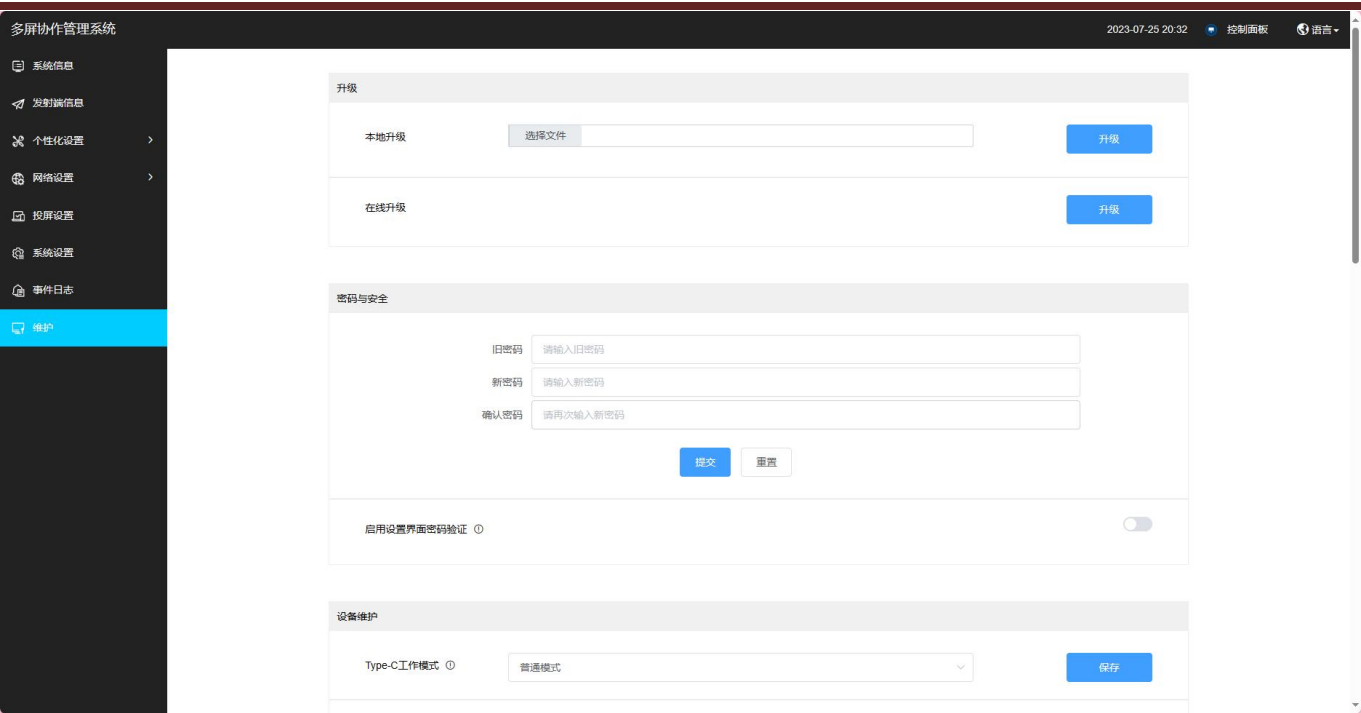 多屏协作管理系统
2023-07-25 20:32 控制面板 语言
系统信息
发射端信息
个性化设置
网络设置
投屏设置
系统设置
事件日志
维护
升级
本地升级 选择文件 升级
在线升级 升级
密码与安全
旧密码 请输入旧密码
新密码 请输入新密码
确认密码 请再次输入新密码
提交 重置
启用设置界面密码验证
设备维护
Type-C工作模式 普通模式 保存